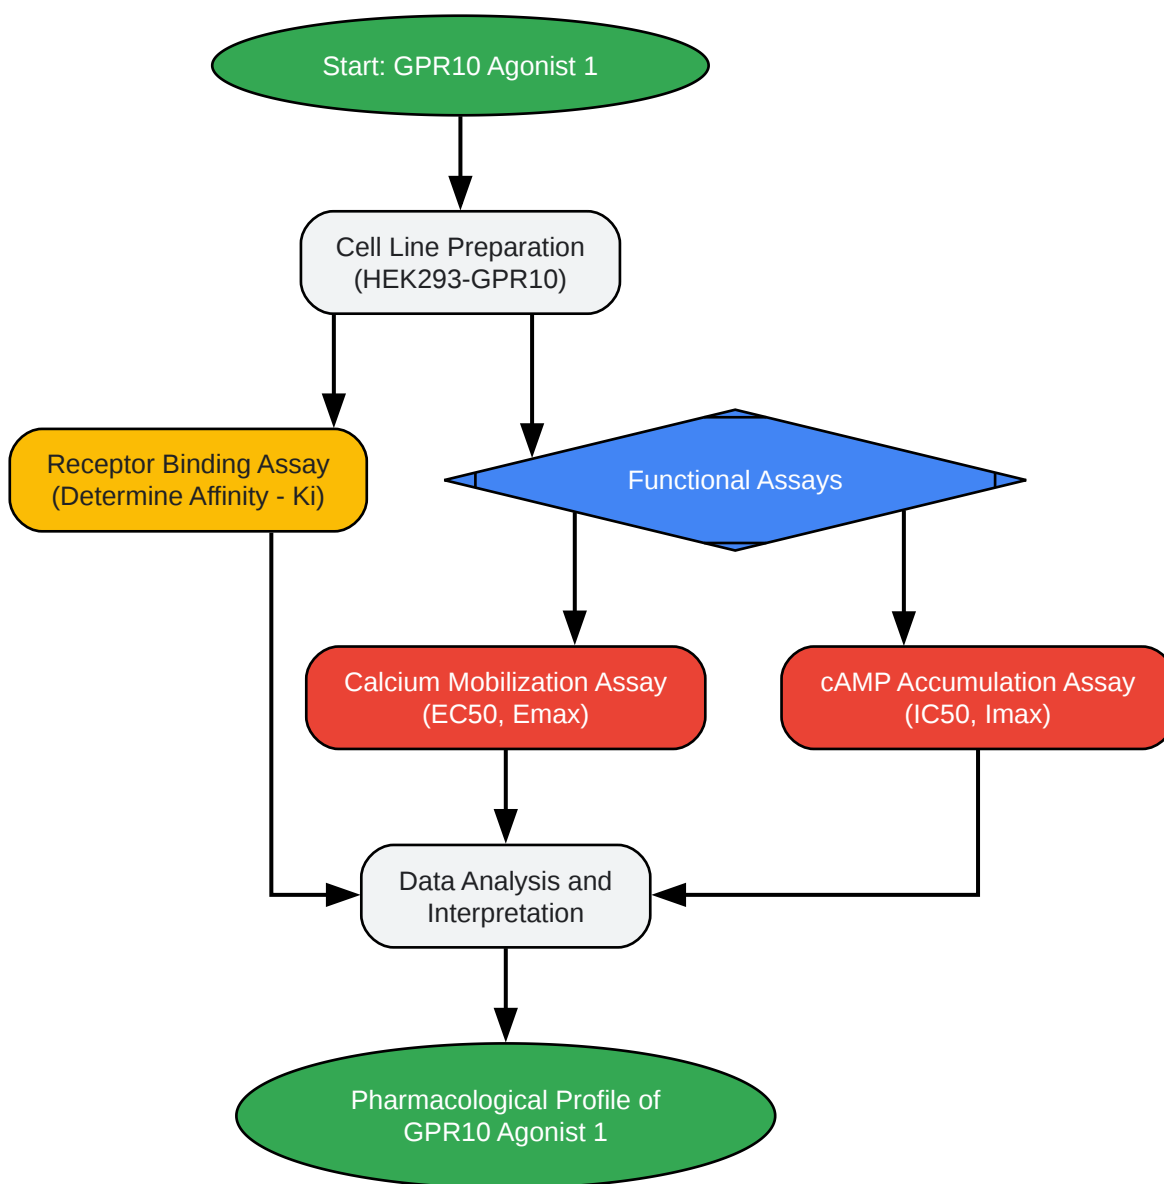 Start: GPR10 Agonist 1
Cell Line Preparation
(HEK293-GPR10)
Receptor Binding Assay
(Determine Affinity - Ki)
Functional Assays
Calcium Mobilization Assay
(EC50, Emax)
cAMP Accumulation Assay
(IC50, Imax)
Data Analysis and
Interpretation
Pharmacological Profile of
GPR10 Agonist 1